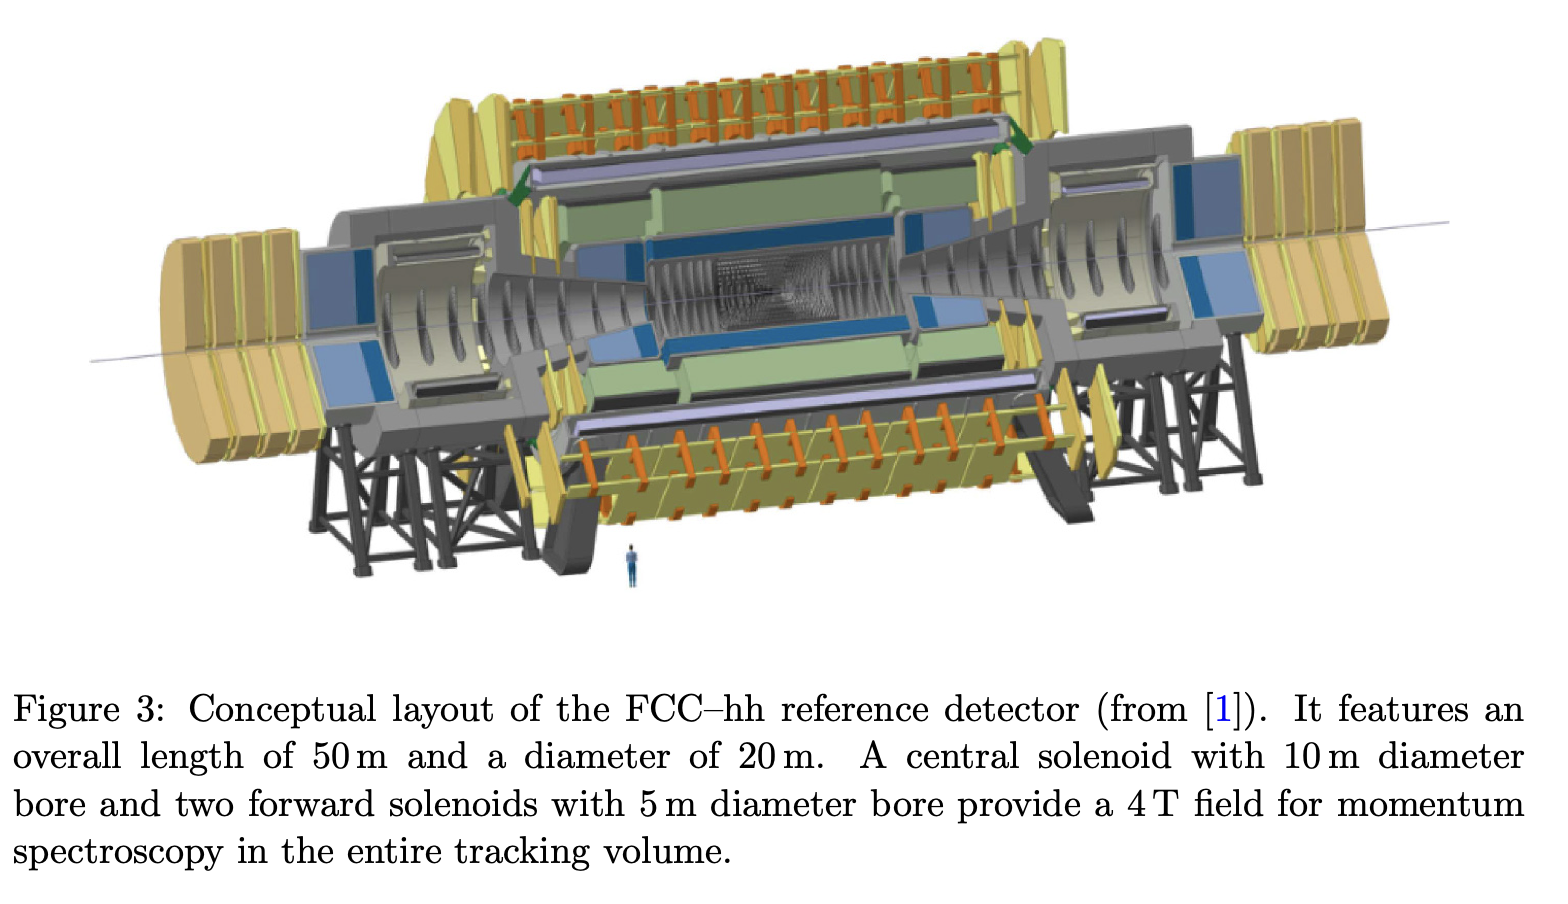 Figure 3: Conceptual layout of the FCC–hh reference detector (from [1]). It features an
overall length of 50 m and a diameter of 20 m. A central solenoid with 10 m diameter
bore and two forward solenoids with 5 m diameter bore provide a 4 T field for momentum
spectroscopy in the entire tracking volume.